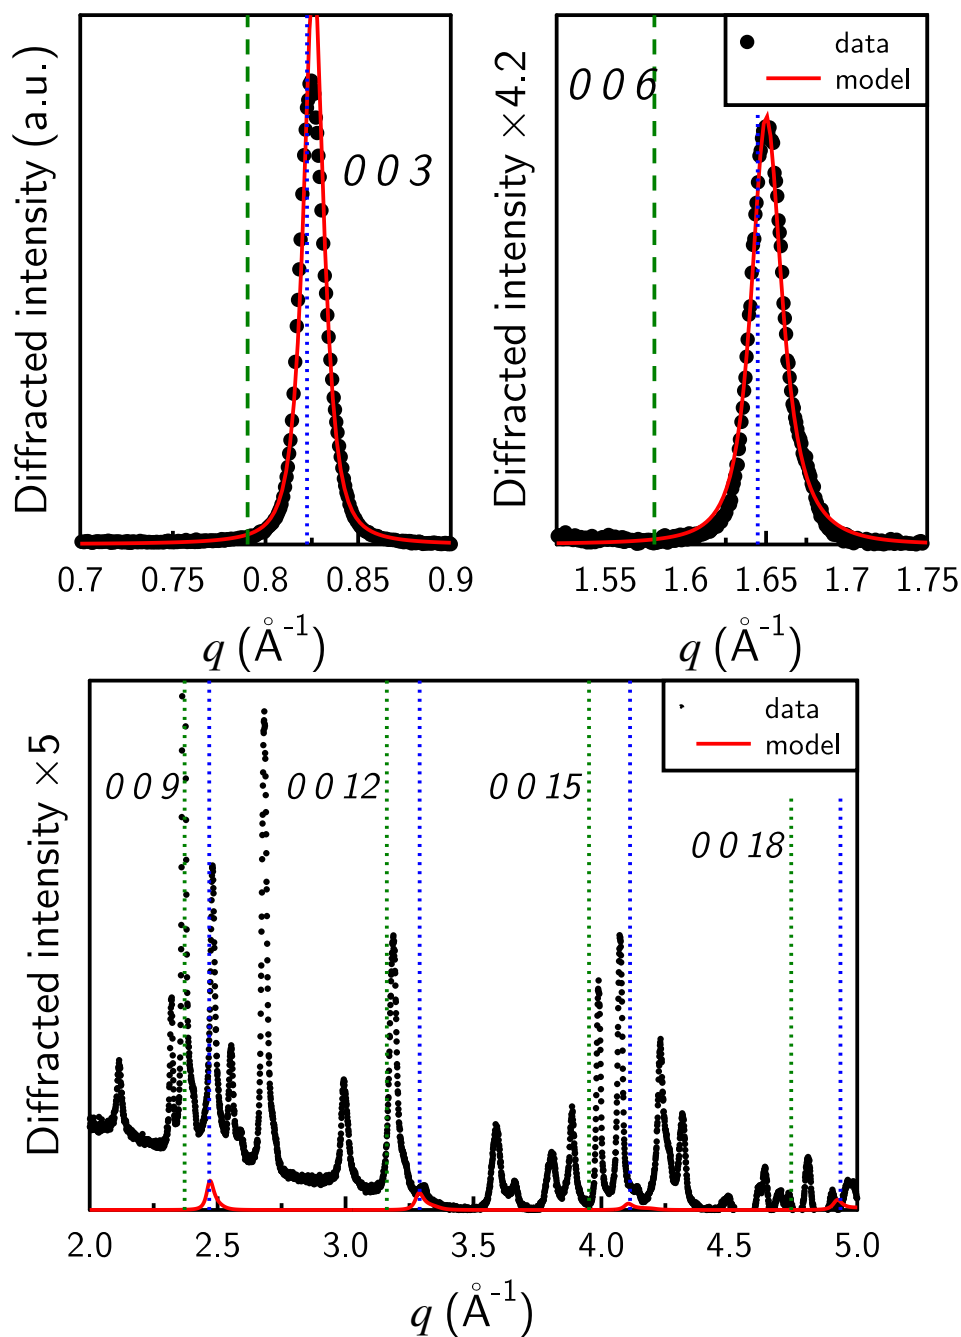 Diffracted intensity (a.u.)
0 0 3
0.7 0.75 0.8 0.85 0.9
q (Å-1)
Diffracted intensity ×4.2
0 0 6
data
model
1.55 1.6 1.65 1.7 1.75
q (Å-1)
Diffracted intensity ×5
data
model
0 0 9 0 0 12 0 0 15
0 0 18
2.0 2.5 3.0 3.5 4.0 4.5 5.0
q (Å-1)